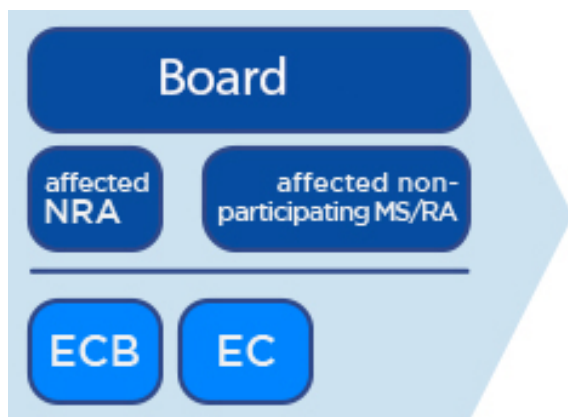 Board
affected
NRA
affected non-
participating MS/RA
ECB
EC